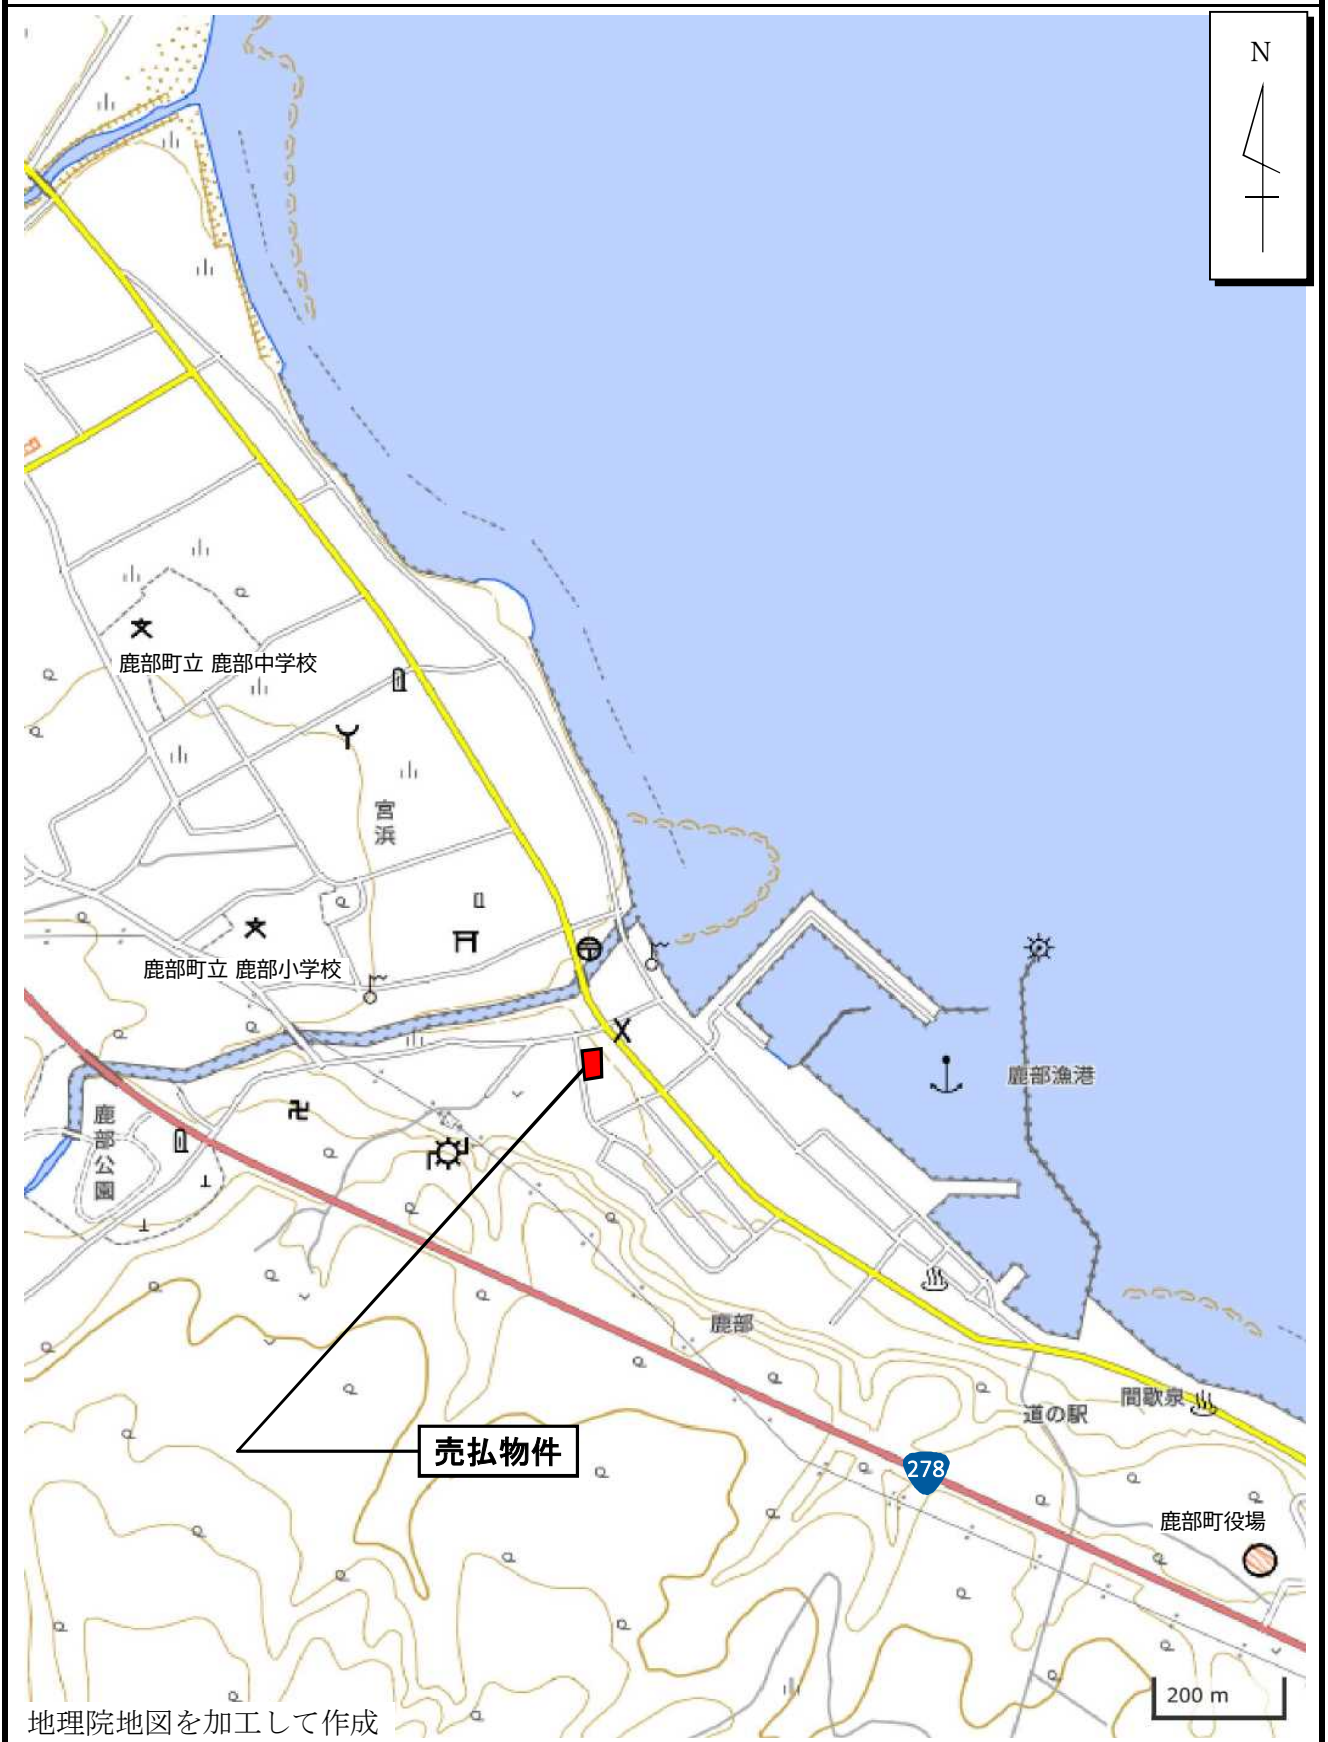 N
鹿部町立 鹿部中学校
宮浜
鹿部町立 鹿部小学校
鹿部漁港
鹿部公園
鹿部
間歇泉
道の駅
売払物件
278
鹿部町役場
200 m
地理院地図を加工して作成